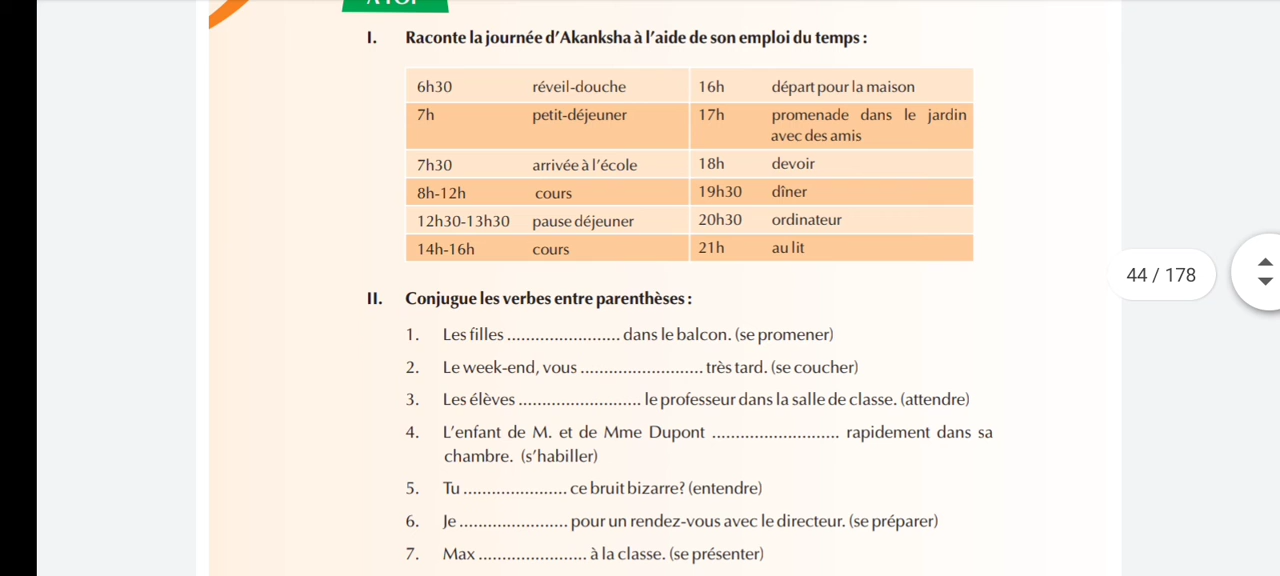 I. Raconte la journée d'Akanksha à l'aide de son emploi du temps :
6h30 réveil-douche 16h départ pour la maison
7h petit-déjeuner 17h promenade dans le jardin
avec des amis
7h30 arrivée à l'école 18h devoir
8h-12h cours 19h30 dîner
12h30-13h30 pause déjeuner 20h30 ordinateur
14h-16h cours 21h au lit
II. Conjugue les verbes entre parenthèses :
1. Les filles ........................ dans le balcon. (se promener)
2. Le week-end, vous .......................... très tard. (se coucher)
3. Les élèves .......................... le professeur dans la salle de classe. (attendre)
4. L'enfant de M. et de Mme Dupont ........................... rapidement dans sa
chambre. (s'habiller)
5. Tu ...................... ce bruit bizarre? (entendre)
6. Je ....................... pour un rendez-vous avec le directeur. (se préparer)
7. Max ....................... à la classe. (se présenter)
44 / 178